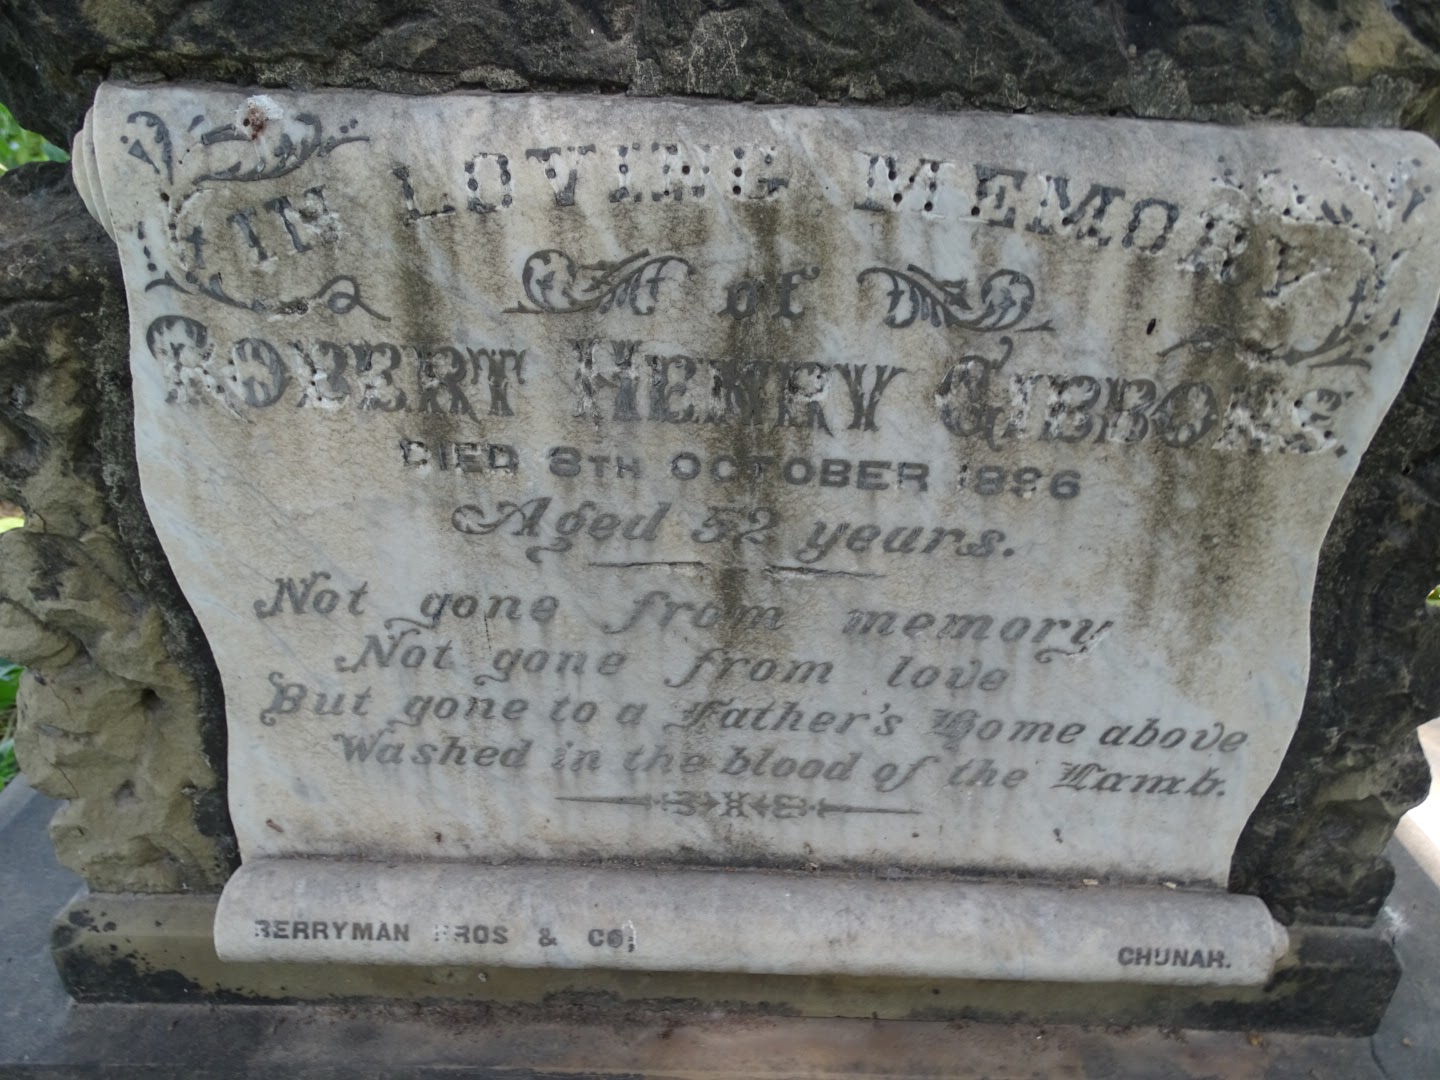 IN LOVING MEMORY
of
ROBERT HENRY GIBBONS
DIED 8TH OCTOBER 1896
Aged 52 years.
Not gone from memory
Not gone from love
But gone to a Father's Home above
Washed in the blood of the Lamb.
BERRYMAN BROS & CO,
CHUNAR.